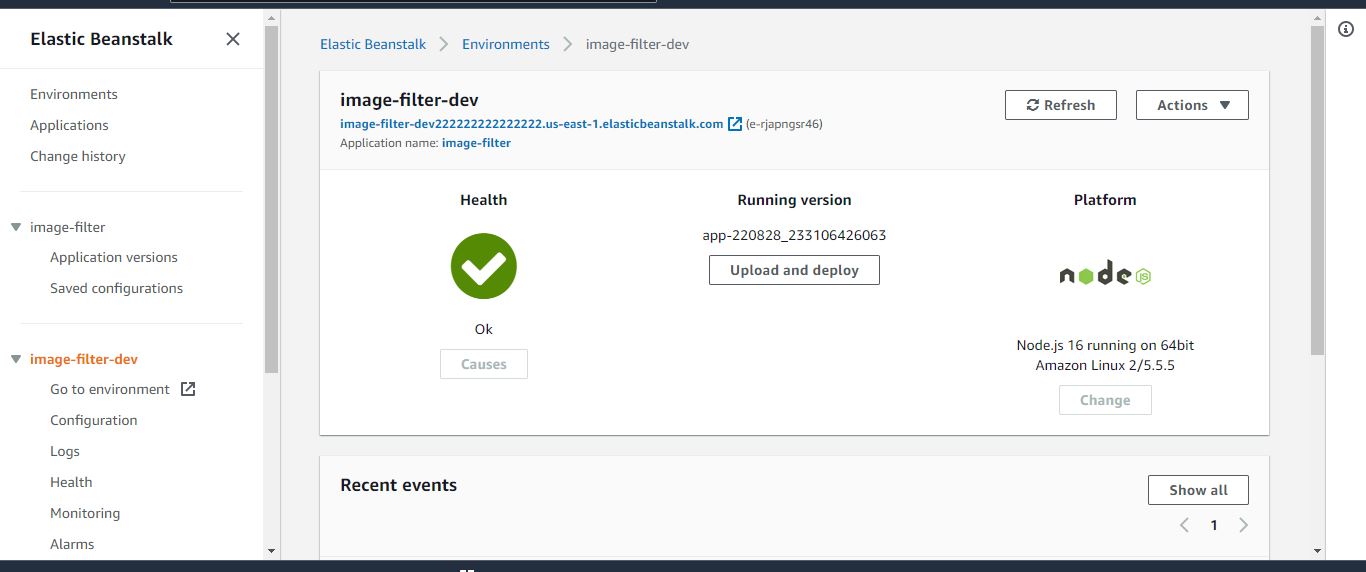 Elastic Beanstalk
Environments
Applications
Change history
image-filter
Application versions
Saved configurations
image-filter-dev
Go to environment
Configuration
Logs
Health
Monitoring
Alarms
Elastic Beanstalk Environments image-filter-dev
image-filter-dev
image-filter-dev222222222222222.us-east-1.elasticbeanstalk.com (e-rjapngsr46)
Application name: image-filter
Refresh
Actions
Health
Ok
Causes
Running version
app-220828_233106426063
Upload and deploy
Platform
node JS
Node.js 16 running on 64bit
Amazon Linux 2/5.5.5
Change
Recent events
Show all
1